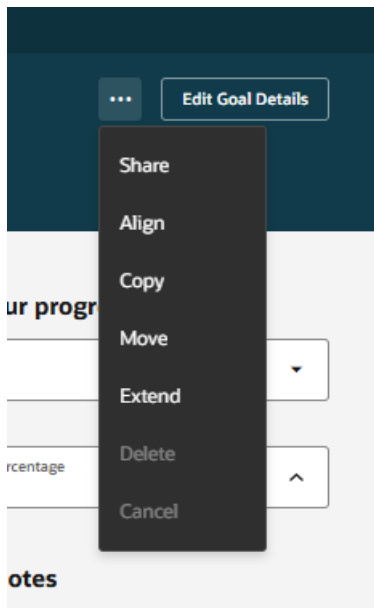 ••• Edit Goal Details
Share
Align
ur progr
Copy
Move
Extend
Delete
rcentage
Cancel
otes